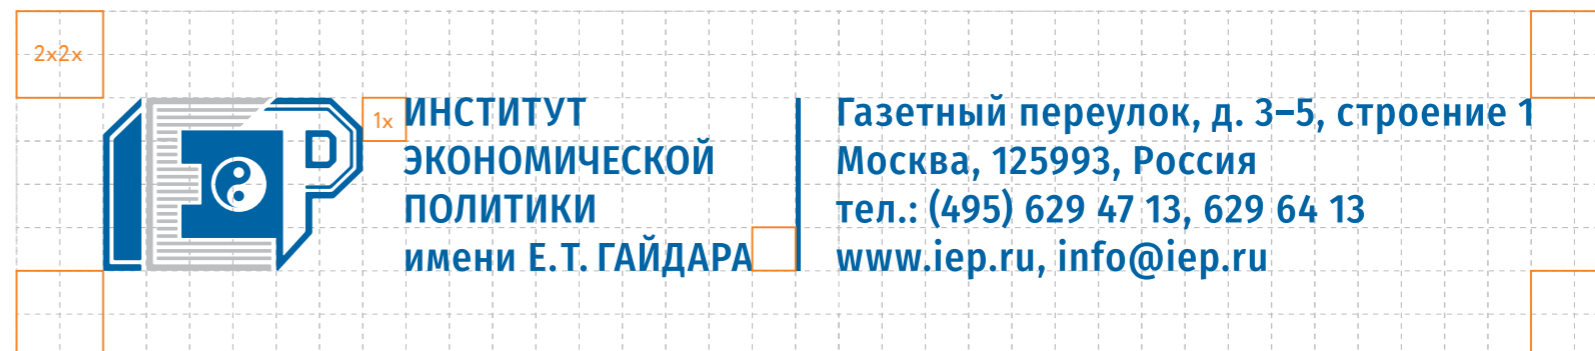 2x2x
1x
ИНСТИТУТ
ЭКОНОМИЧЕСКОЙ
ПОЛИТИКИ
имени Е.Т. ГАЙДАРА
Газетный переулок, д. 3–5, строение 1
Москва, 125993, Россия
тел.: (495) 629 47 13, 629 64 13
www.iep.ru, info@iep.ru